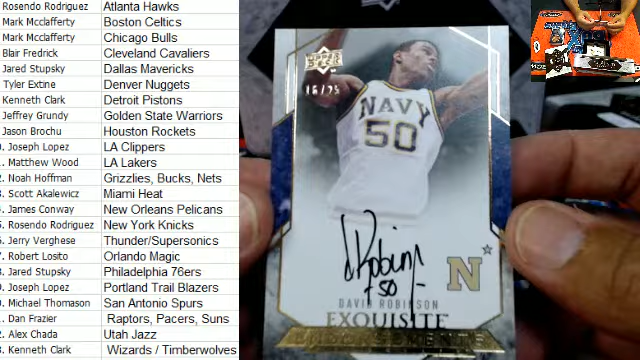 Rosendo Rodriguez Atlanta Hawks
Mark Mcclafferty Boston Celtics
Mark Mcclafferty Chicago Bulls
Blair Fredrick Cleveland Cavaliers
Jared Stupsky Dallas Mavericks
Tyler Extine Denver Nuggets
Kenneth Clark Detroit Pistons
Jeffrey Grundy Golden State Warriors
Jason Brochu Houston Rockets
Joseph Lopez LA Clippers
Matthew Wood LA Lakers
Noah Hoffman Grizzlies, Bucks, Nets
Scott Akalewicz Miami Heat
James Conway New Orleans Pelicans
Rosendo Rodriguez New York Knicks
Jerry Verghese Thunder/Supersonics
Robert Losito Orlando Magic
Jared Stupsky Philadelphia 76ers
Joseph Lopez Portland Trail Blazers
Michael Thomason San Antonio Spurs
Dan Frazier Raptors, Pacers, Suns
Alex Chada Utah Jazz
Kenneth Clark Wizards / Timberwolves
UPPER DECK
16/25
NAVY
50
D Robinson
50
N
DAVID ROBINSON
EXQUISITE
ENDORSEMENTS